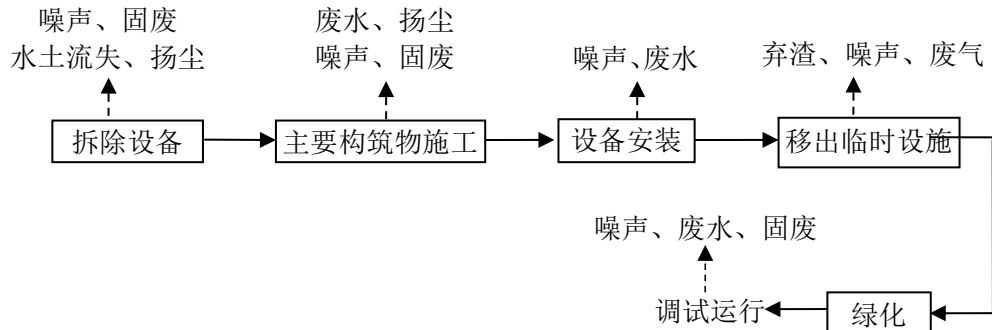 噪声、固废
水土流失、扬尘
废水、扬尘
噪声、固废
噪声、废水
弃渣、噪声、废气
拆除设备
主要构筑物施工
设备安装
移出临时设施
噪声、废水、固废
调试运行
绿化